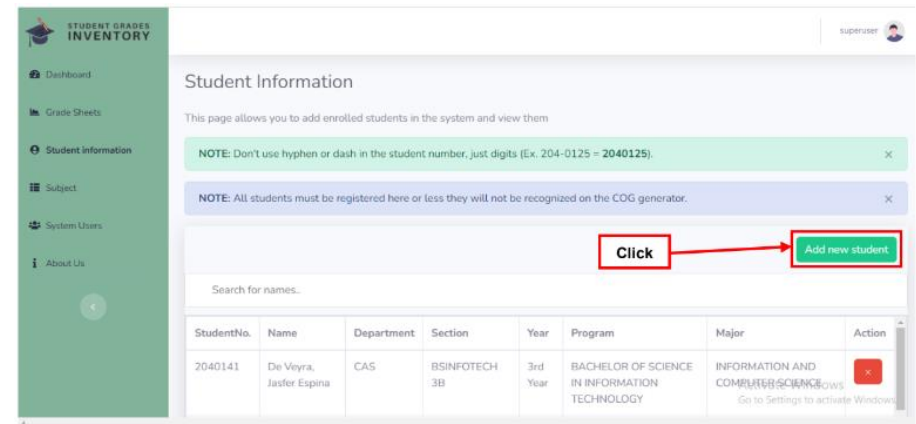 STUDENT GRADES
INVENTORY
superuser
Dashboard
Grade Sheets
Student information
Subject
System Users
About Us
Student Information
This page allows you to add enrolled students in the system and view them
NOTE: Don't use hyphen or dash in the student number, just digits (Ex. 204-0125 = 2040125).
NOTE: All students must be registered here or less they will not be recognized on the COG generator.
Click
Add new student
Search for names..
StudentNo. Name Department Section Year Program Major Action
2040141 De Veyra, CAS BSINFOTECH 3rd BACHELOR OF SCIENCE INFORMATION AND
Jasfer Espina 3B Year IN INFORMATION COMPUTER SCIENCE
TECHNOLOGY
Activate Windows
Go to Settings to activate Windows